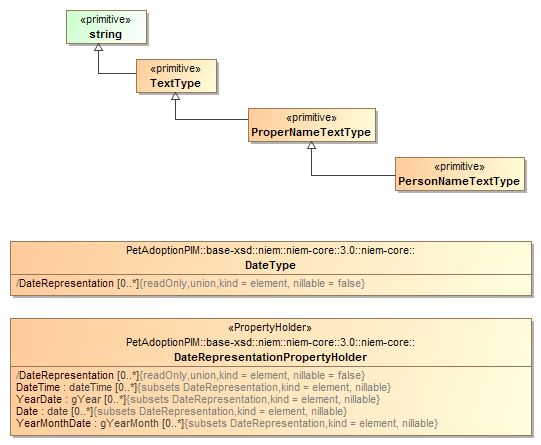 «primitive»
string
«primitive»
TextType
«primitive»
ProperNameTextType
«primitive»
PersonNameTextType
PetAdoptionPIM::base-xsd::niem::niem-core::3.0::niem-core::
DateType
/DateRepresentation [0..*]{readOnly,union,kind = element, nillable = false}
«PropertyHolder»
PetAdoptionPIM::base-xsd::niem::niem-core::3.0::niem-core::
DateRepresentationPropertyHolder
/DateRepresentation [0..*]{readOnly,union,kind = element, nillable = false}
DateTime : dateTime [0..*]{subsets DateRepresentation,kind = element, nillable}
YearDate : gYear [0..*]{subsets DateRepresentation,kind = element, nillable}
Date : date [0..*]{subsets DateRepresentation,kind = element, nillable}
YearMonthDate : gYearMonth [0..*]{subsets DateRepresentation,kind = element, nillable}